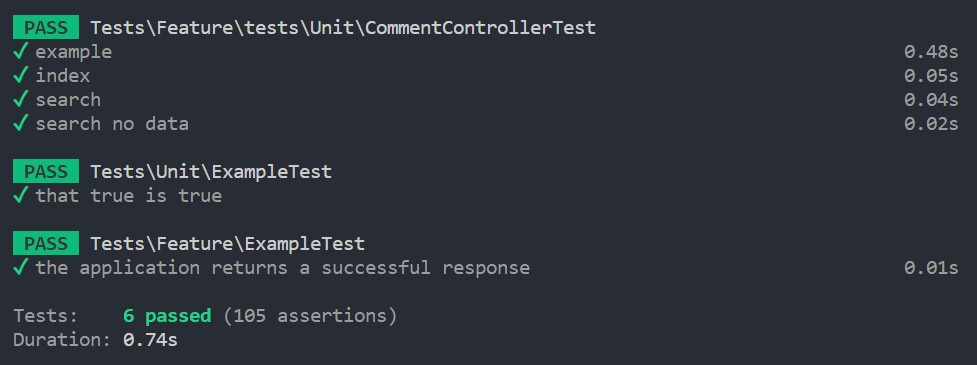 PASS Tests\Feature\tests\Unit\CommentControllerTest
✓ example 0.48s
✓ index 0.05s
✓ search 0.04s
✓ search no data 0.02s
PASS Tests\Unit\ExampleTest
✓ that true is true
PASS Tests\Feature\ExampleTest
✓ the application returns a successful response 0.01s
Tests: 6 passed (105 assertions)
Duration: 0.74s